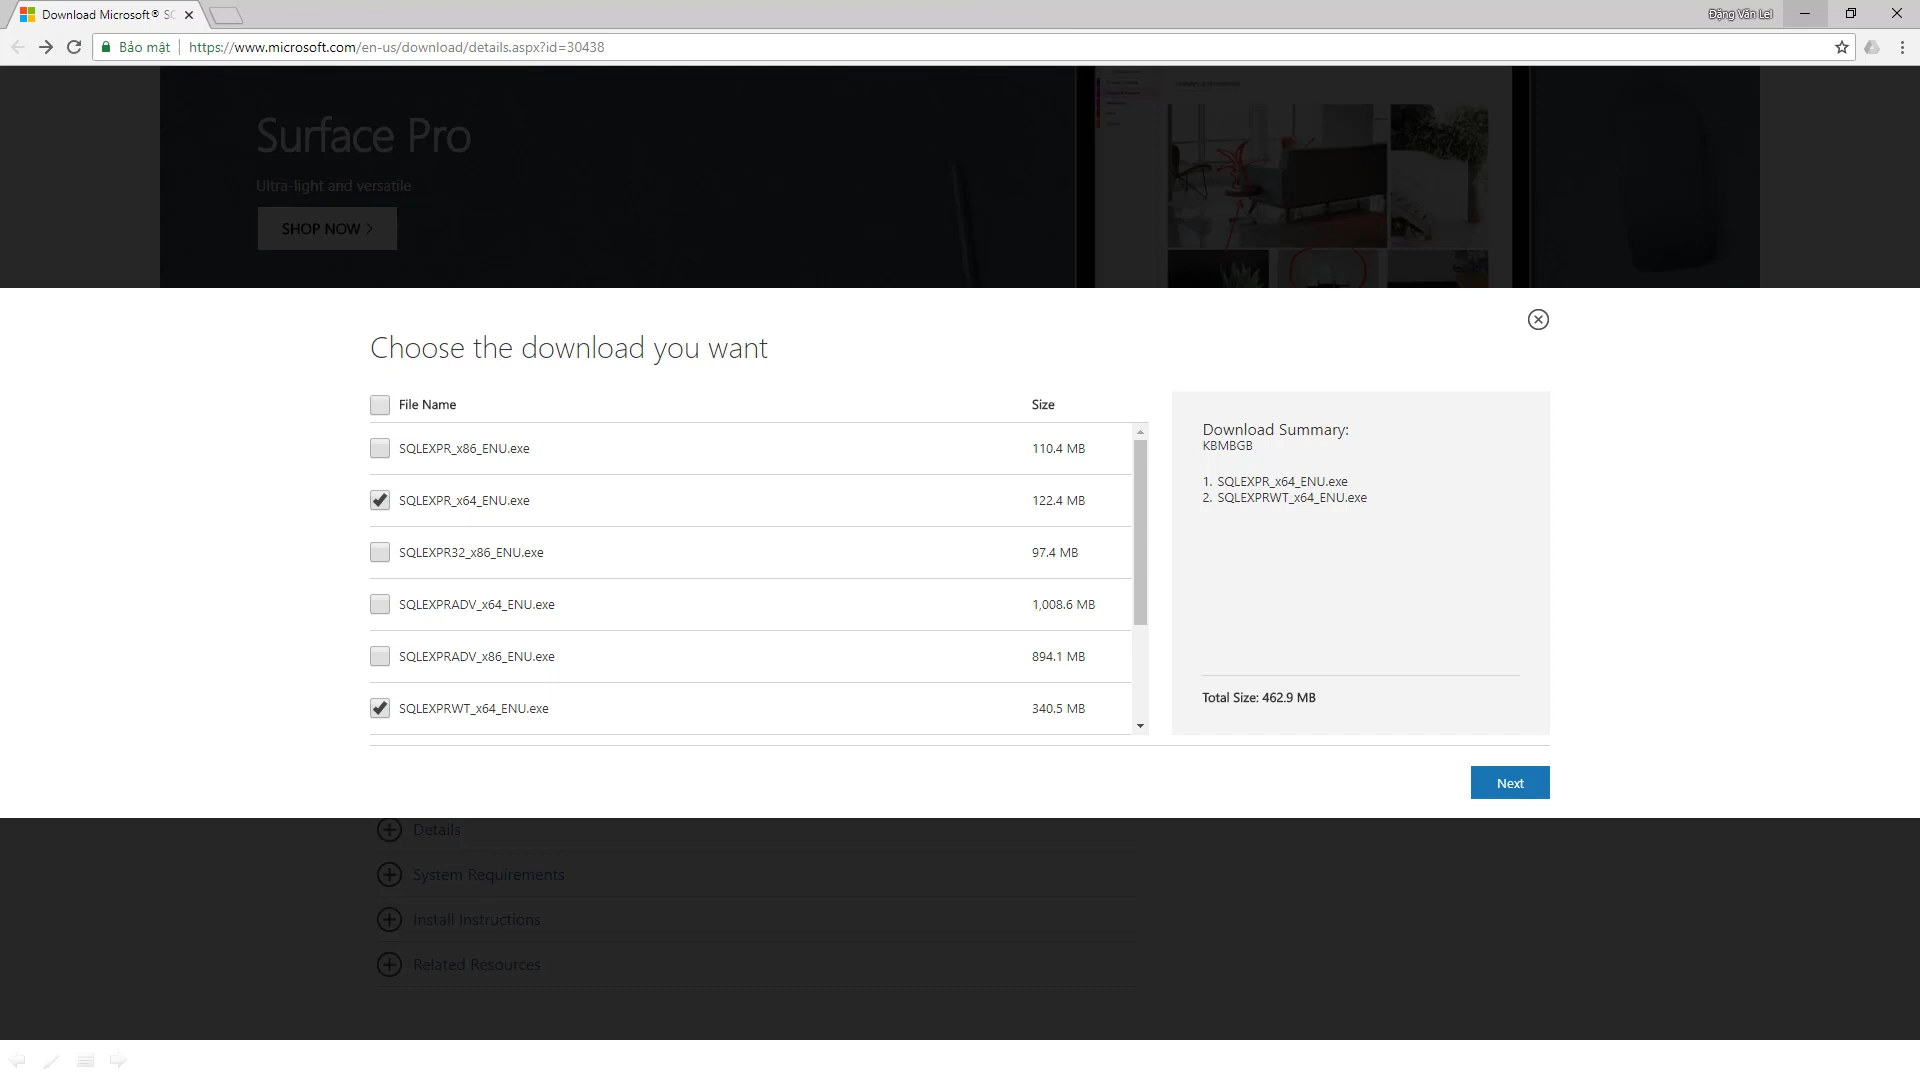 Download Microsoft® SQ
Đặng Văn Lel
Bảo mật
https://www.microsoft.com/en-us/download/details.aspx?id=30438
Surface Pro
Ultra-light and versatile
SHOP NOW
Choose the download you want
File Name Size
SQLEXPR_x86_ENU.exe 110.4 MB
SQLEXPR_x64_ENU.exe 122.4 MB
SQLEXPR32_x86_ENU.exe 97.4 MB
SQLEXPRADV_x64_ENU.exe 1,008.6 MB
SQLEXPRADV_x86_ENU.exe 894.1 MB
SQLEXPRWT_x64_ENU.exe 340.5 MB
Download Summary:
KBMBGB
1. SQLEXPR_x64_ENU.exe
2. SQLEXPRWT_x64_ENU.exe
Total Size: 462.9 MB
Next
Details
System Requirements
Install Instructions
Related Resources